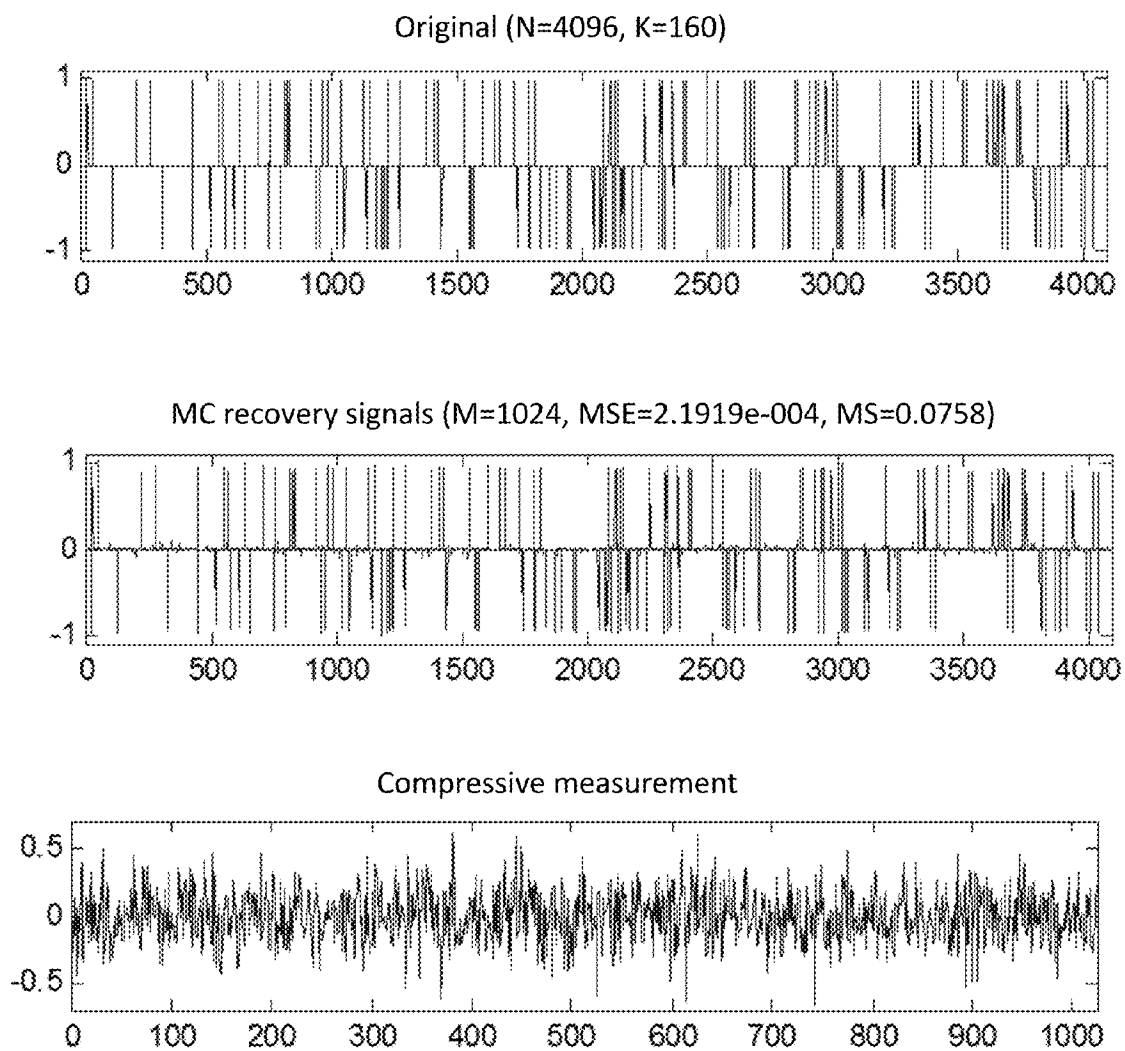 Original (N=4096, K=160)
1
0
-1
0 500 1000 1500 2000 2500 3000 3500 4000
MC recovery signals (M=1024, MSE=2.1919e-004, MS=0.0758)
1
0
-1
0 500 1000 1500 2000 2500 3000 3500 4000
Compressive measurement
0.5
0
-0.5
0 100 200 300 400 500 600 700 800 900 1000